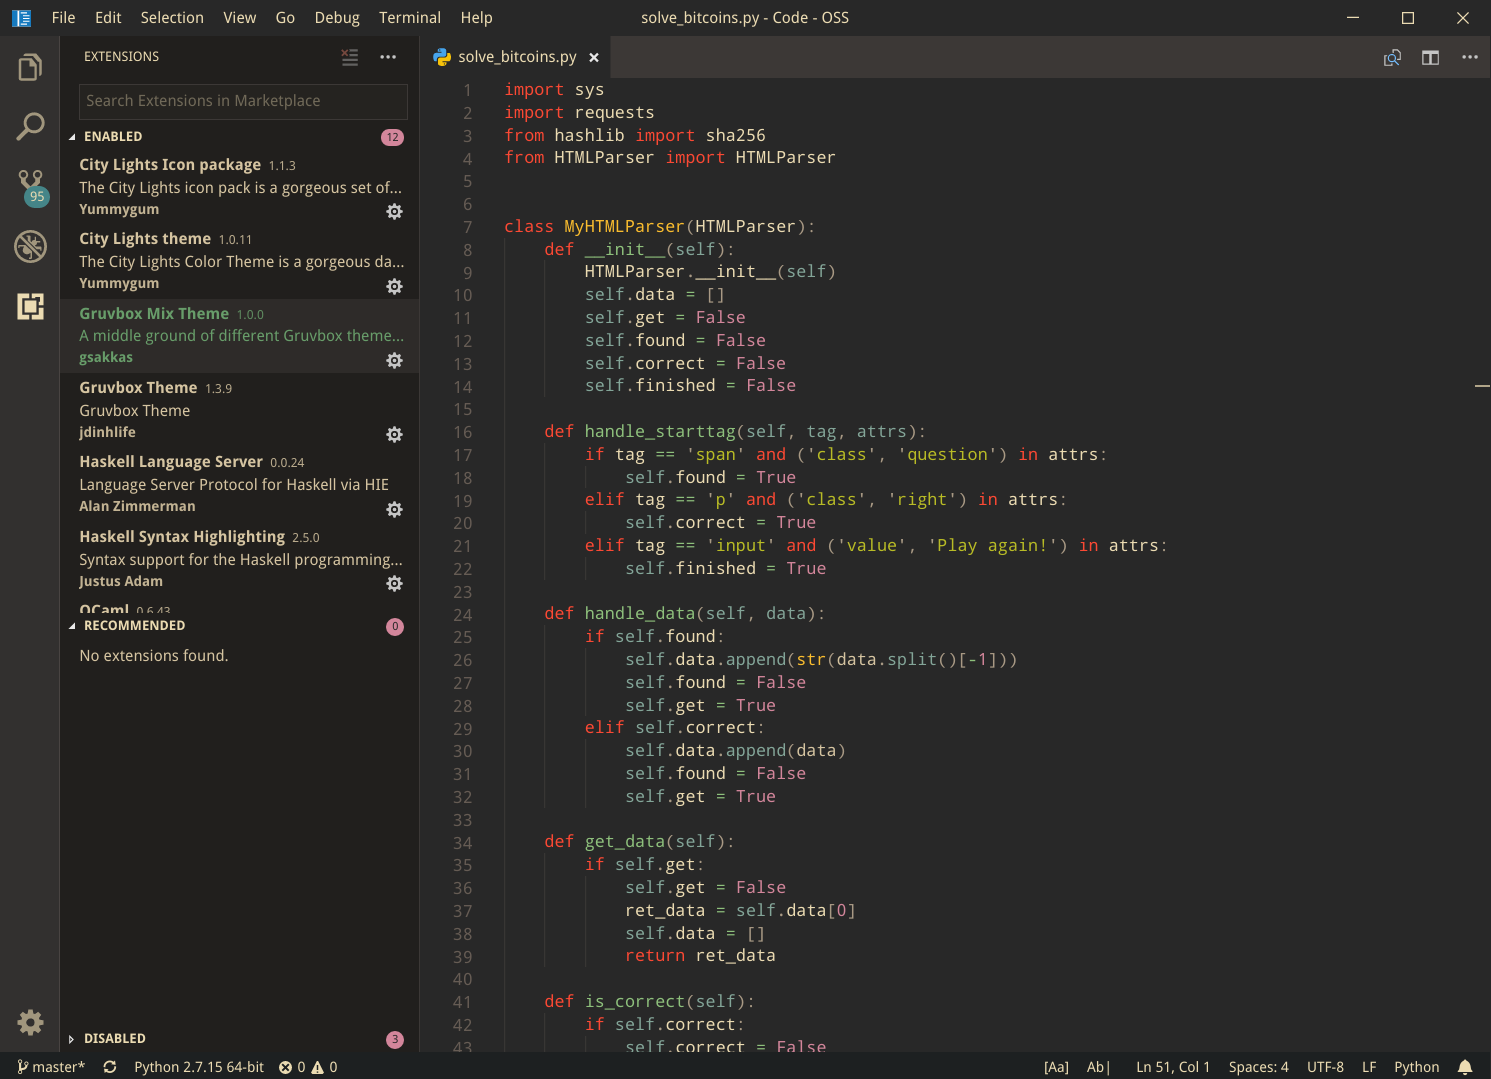 File Edit Selection View Go Debug Terminal Help solve_bitcoins.py - Code - OSS
EXTENSIONS
Search Extensions in Marketplace
ENABLED 12
City Lights Icon package 1.1.3
The City Lights icon pack is a gorgeous set of...
Yummygum
City Lights theme 1.0.11
The City Lights Color Theme is a gorgeous da...
Yummygum
Gruvbox Mix Theme 1.0.0
A middle ground of different Gruvbox theme...
gsakkas
Gruvbox Theme 1.3.9
Gruvbox Theme
jdinhlife
Haskell Language Server 0.0.24
Language Server Protocol for Haskell via HIE
Alan Zimmerman
Haskell Syntax Highlighting 2.5.0
Syntax support for the Haskell programming...
Justus Adam
OCaml 0.6.43
RECOMMENDED 0
No extensions found.
DISABLED 3
95
solve_bitcoins.py
1 import sys
2 import requests
3 from hashlib import sha256
4 from HTMLParser import HTMLParser
5
6
7 class MyHTMLParser(HTMLParser):
8     def __init__(self):
9         HTMLParser.__init__(self)
10         self.data = []
11         self.get = False
12         self.found = False
13         self.correct = False
14         self.finished = False
15
16     def handle_starttag(self, tag, attrs):
17         if tag == 'span' and ('class', 'question') in attrs:
18             self.found = True
19         elif tag == 'p' and ('class', 'right') in attrs:
20             self.correct = True
21         elif tag == 'input' and ('value', 'Play again!') in attrs:
22             self.finished = True
23
24     def handle_data(self, data):
25         if self.found:
26             self.data.append(str(data.split()[-1]))
27             self.found = False
28             self.get = True
29         elif self.correct:
30             self.data.append(data)
31             self.found = False
32             self.get = True
33
34     def get_data(self):
35         if self.get:
36             self.get = False
37             ret_data = self.data[0]
38             self.data = []
39             return ret_data
40
41     def is_correct(self):
42         if self.correct:
43             self.correct = False
master* Python 2.7.15 64-bit 0 0 [Aa] Ab| Ln 51, Col 1 Spaces: 4 UTF-8 LF Python